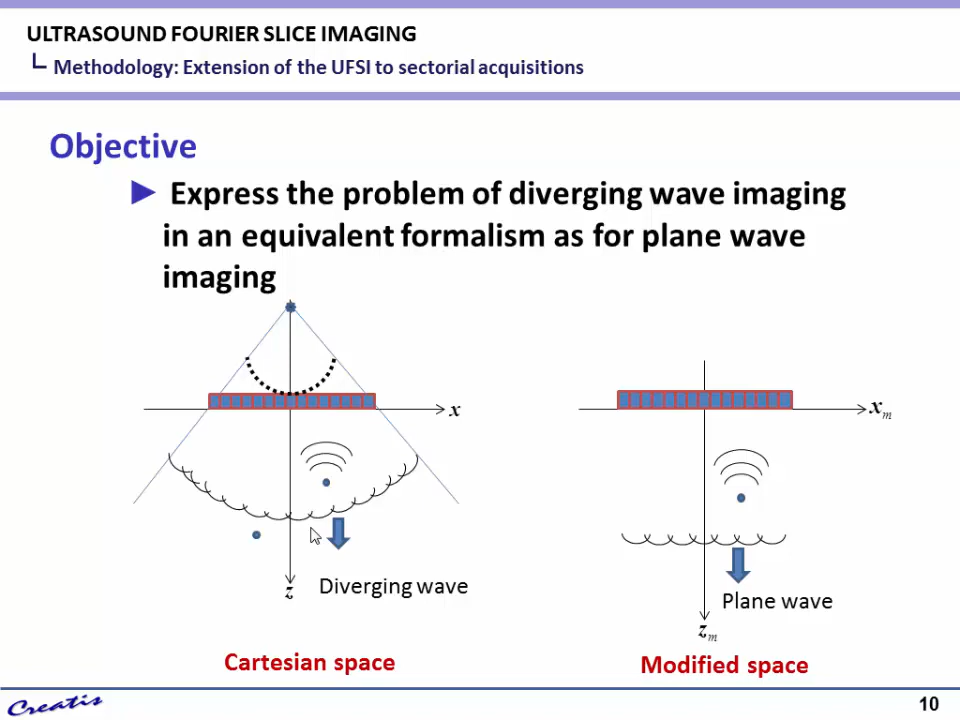 ULTRASOUND FOURIER SLICE IMAGING
Methodology: Extension of the UFSI to sectorial acquisitions
Objective
Express the problem of diverging wave imaging
in an equivalent formalism as for plane wave
imaging
x
x_m
z
Diverging wave
Plane wave
z_m
Cartesian space
Modified space
Creatis
10